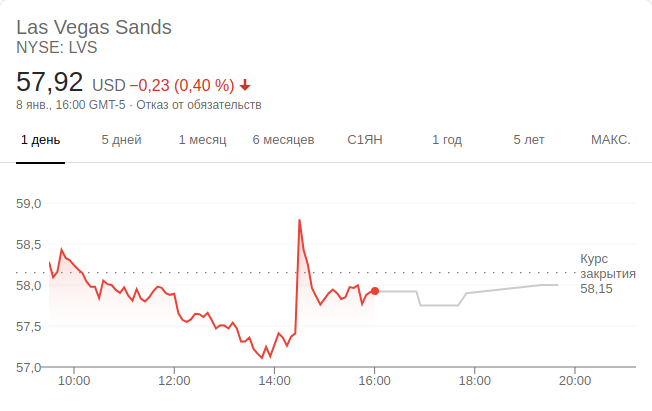 Las Vegas Sands
NYSE: LVS
57,92 USD −0,23 (0,40 %)
8 янв., 16:00 GMT-5 · Отказ от обязательств
1 день 5 дней 1 месяц 6 месяцев С1ЯН 1 год 5 лет МАКС.
59,0
58,5
Курс
закрытия
58,15
58,0
57,5
57,0
10:00 12:00 14:00 16:00 18:00 20:00